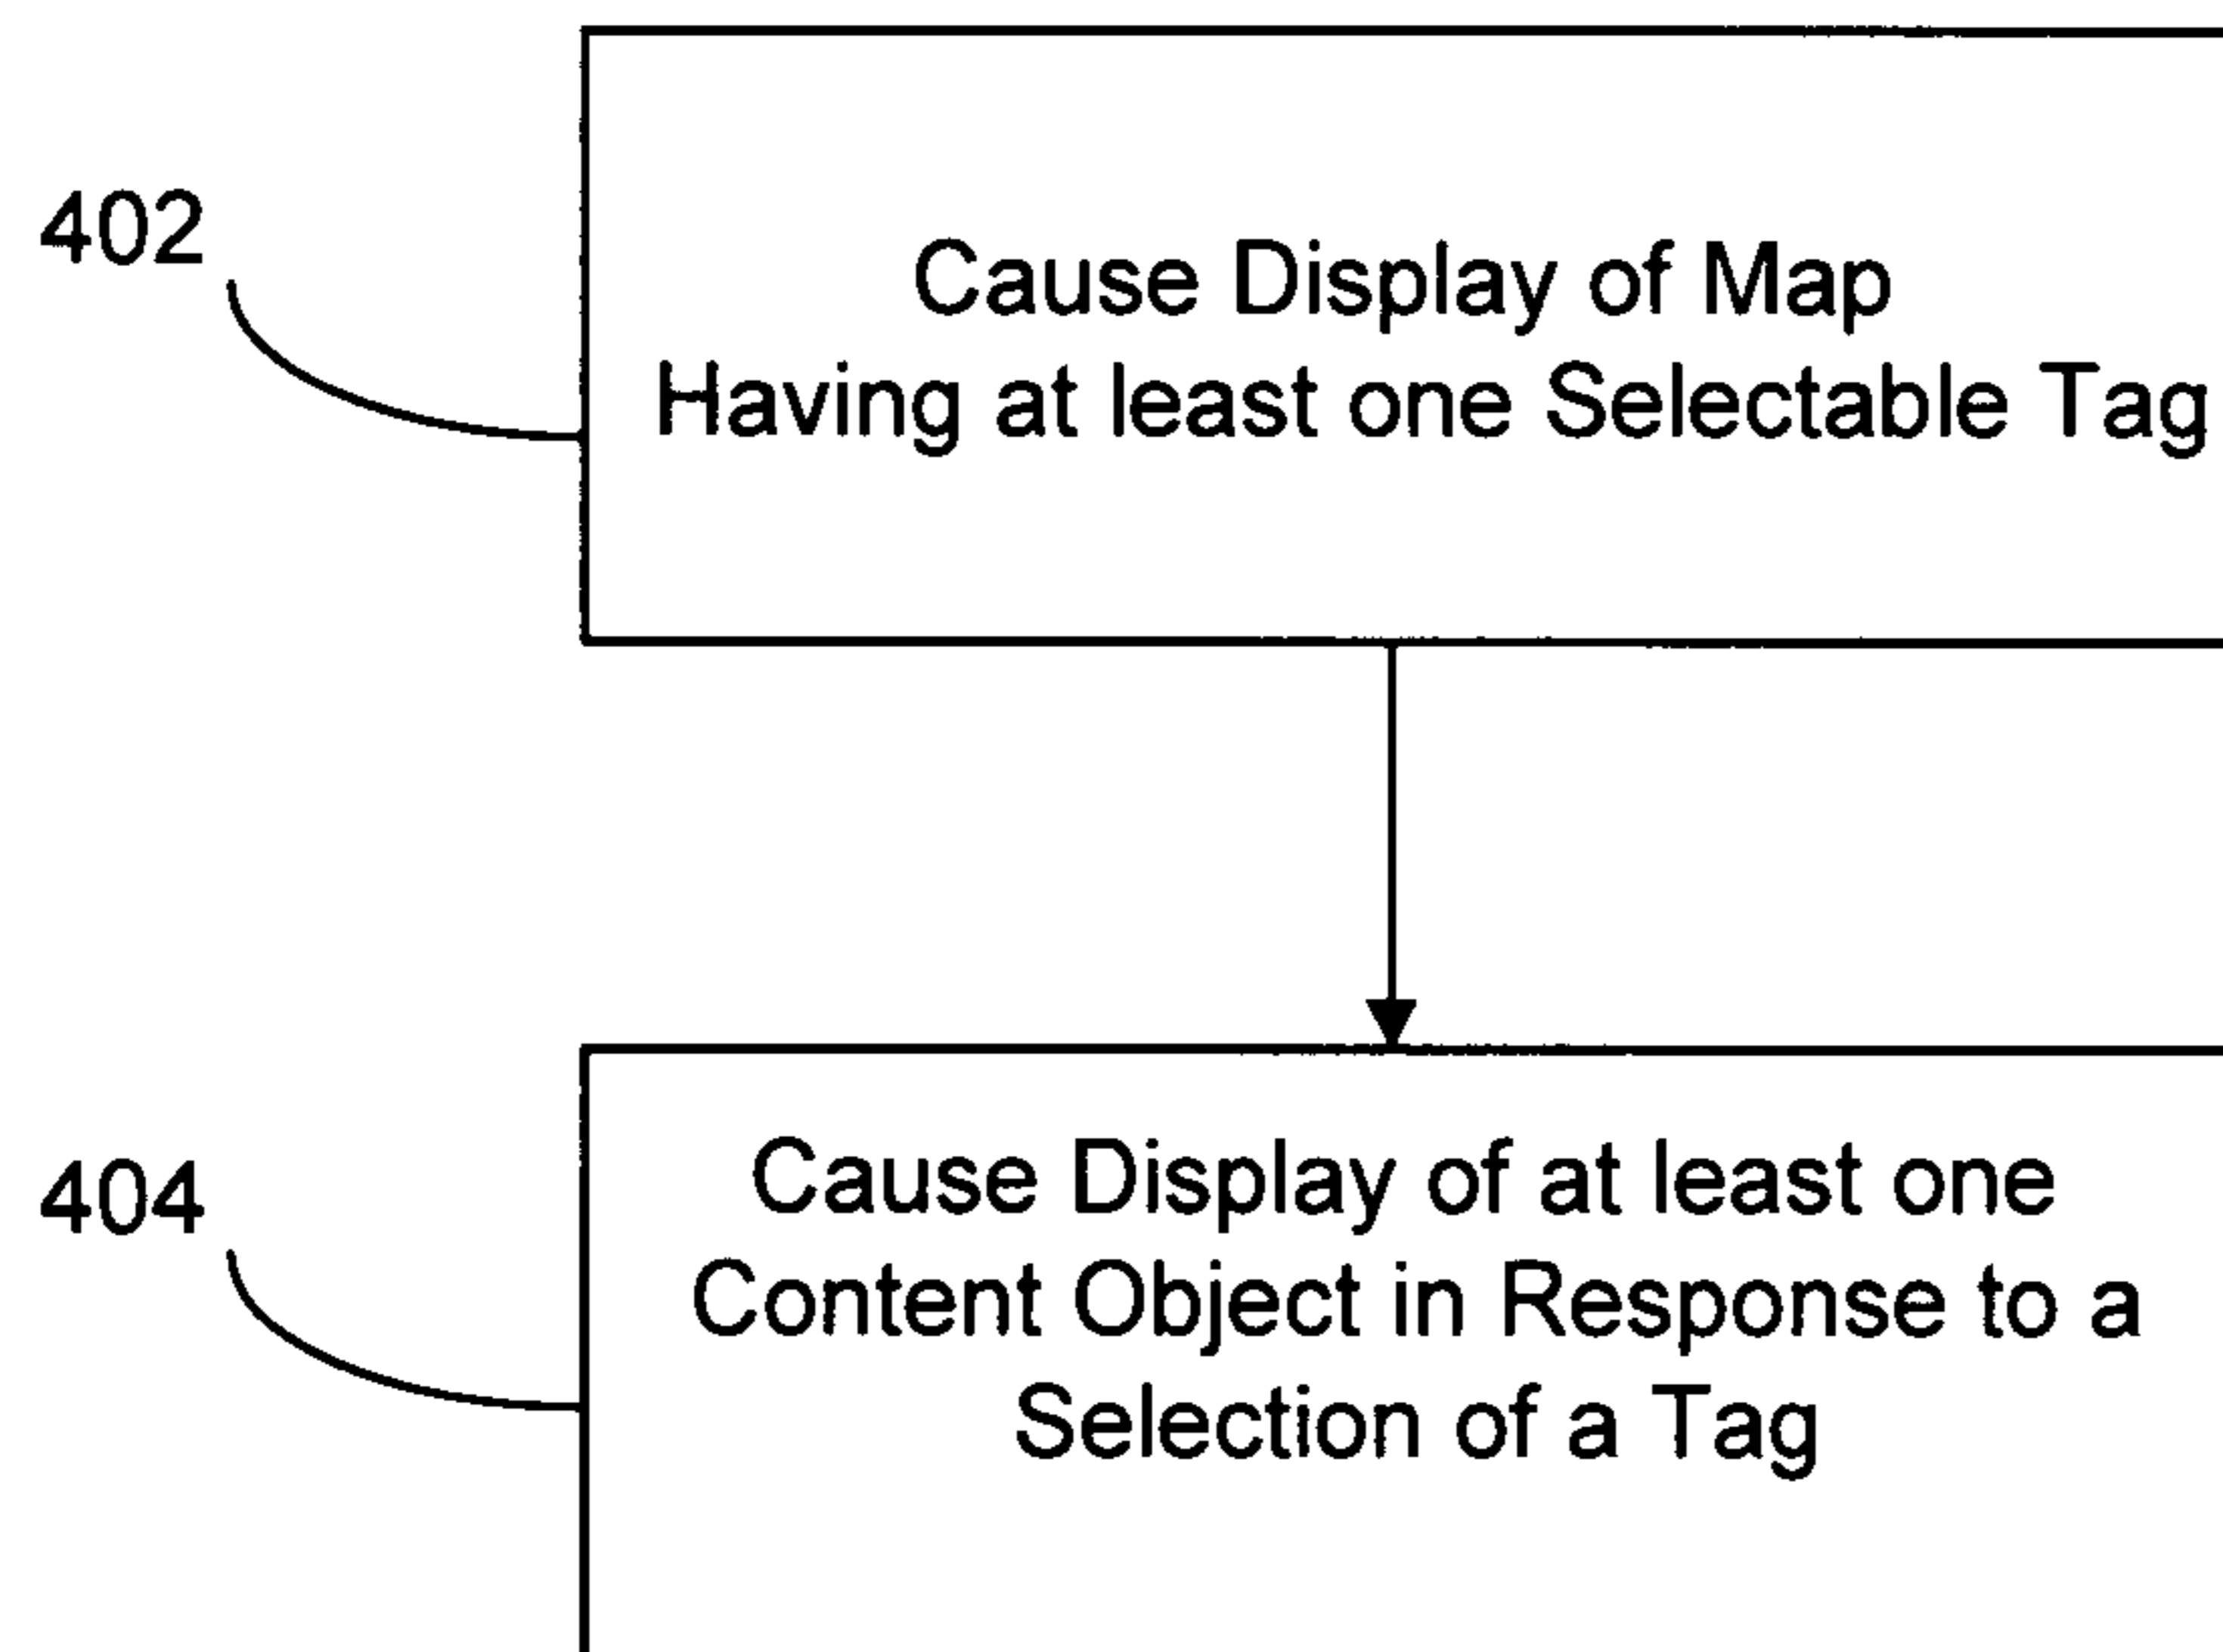 402
Cause Display of Map
Having at least one Selectable Tag
404
Cause Display of at least one
Content Object in Response to a
Selection of a Tag